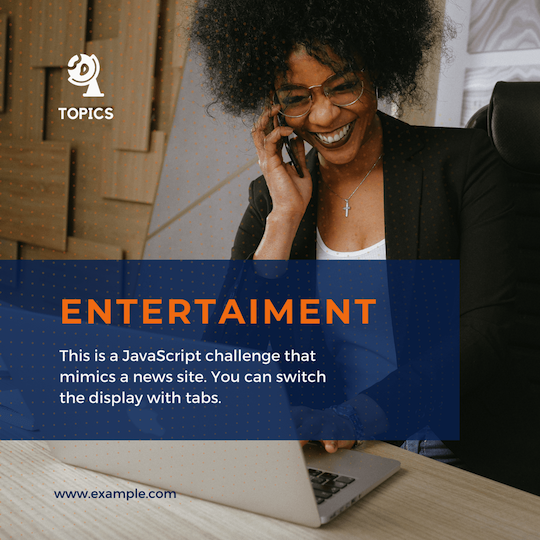 TOPICS
ENTERTAIMENT
This is a JavaScript challenge that
mimics a news site. You can switch
the display with tabs.
www.example.com